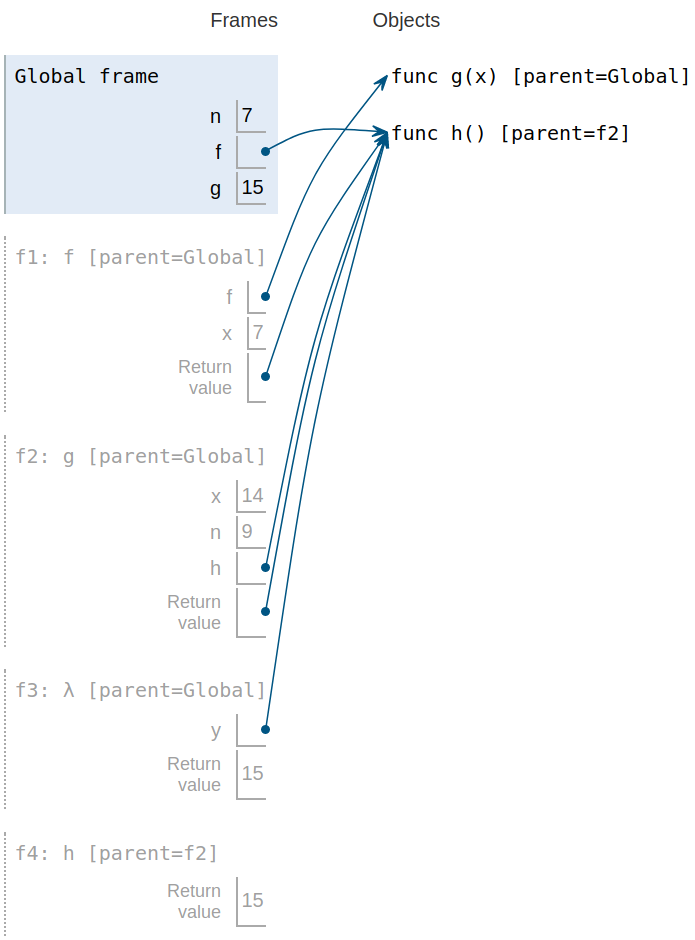 Frames Objects
Global frame func g(x) [parent=Global]
n 7
func h() [parent=f2]
f
g 15
f1: f [parent=Global]
f
x 7
Return
value
f2: g [parent=Global]
x 14
n 9
h
Return
value
f3: λ [parent=Global]
y
Return
value 15
f4: h [parent=f2]
Return
value 15